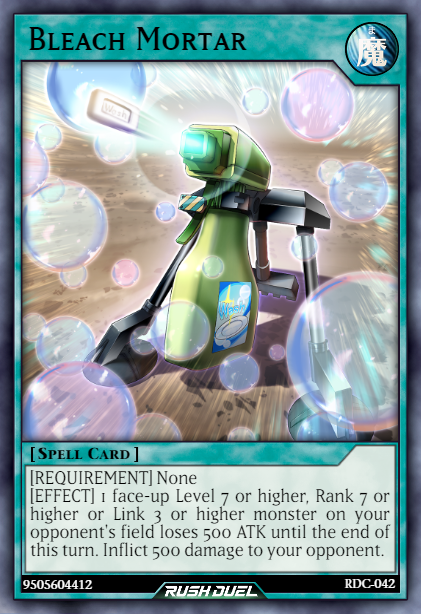 Bleach Mortar
ま
魔
Wash
[Spell Card]
[REQUIREMENT] None
[EFFECT] 1 face-up Level 7 or higher, Rank 7 or
higher or Link 3 or higher monster on your
opponent's field loses 500 ATK until the end of
this turn. Inflict 500 damage to your opponent.
9505604412
RDC-042
RUSH DUEL